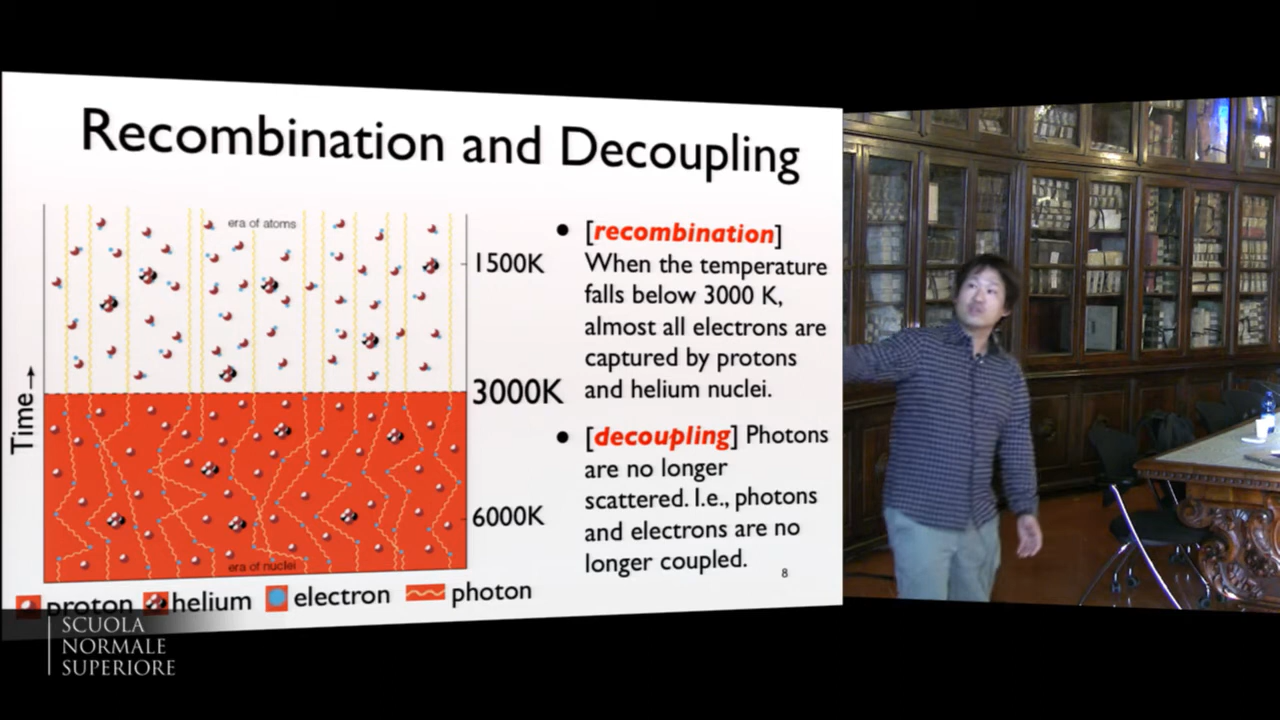 Recombination and Decoupling
era of atoms
1500K
3000K
6000K
era of nuclei
Time→
proton helium electron photon
• [recombination]
When the temperature
falls below 3000 K,
almost all electrons are
captured by protons
and helium nuclei.
• [decoupling] Photons
are no longer
scattered. I.e., photons
and electrons are no
longer coupled.
8
SCUOLA
NORMALE
SUPERIORE